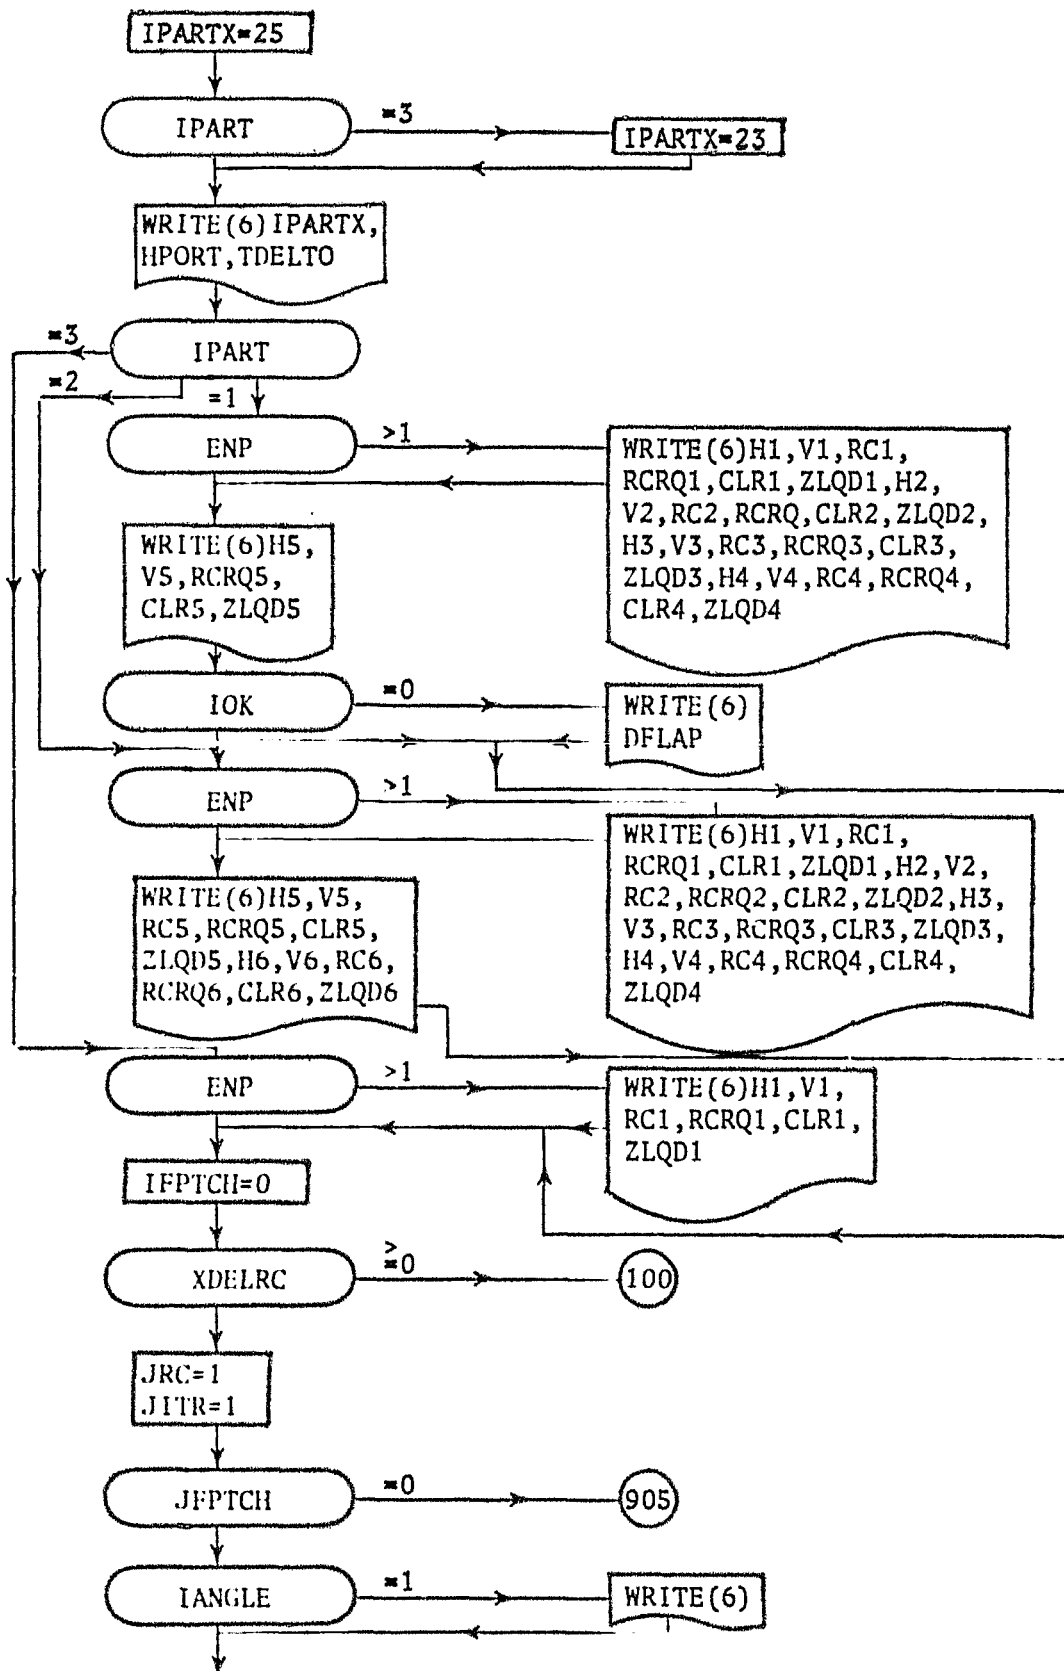 IPARTX=25
IPART
=3
IPARTX=23
WRITE(6)IPARTX,
HPORT,TDELTO
=3
IPART
=2
=1
ENP
>1
WRITE(6)H1,V1,RC1,
RCRQ1,CLR1,ZLQD1,H2,
V2,RC2,RCRQ,CLR2,ZLQD2,
H3,V3,RC3,RCRQ3,CLR3,
ZLQD3,H4,V4,RC4,RCRQ4,
CLR4,ZLQD4
WRITE(6)H5,
V5,RCRQ5,
CLR5,ZLQD5
IOK
=0
WRITE(6)
DFLAP
ENP
>1
WRITE(6)H1,V1,RC1,
RCRQ1,CLR1,ZLQD1,H2,V2,
RC2,RCRQ2,CLR2,ZLQD2,H3,
V3,RC3,RCRQ3,CLR3,ZLQD3,
H4,V4,RC4,RCRQ4,CLR4,
ZLQD4
WRITE(6)H5,V5,
RC5,RCRQ5,CLR5,
ZLQD5,H6,V6,RC6,
RCRQ6,CLR6,ZLQD6
ENP
>1
WRITE(6)H1,V1,
RC1,RCRQ1,CLR1,
ZLQD1
IFPTCH=0
XDELRC
≥0
100
JRC=1
JITR=1
JFPTCH
=0
905
IANGLE
=1
WRITE(6)